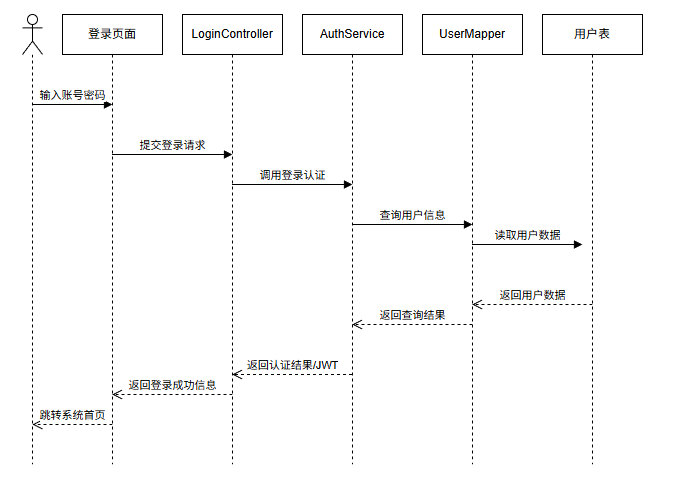 登录页面
LoginController
AuthService
UserMapper
用户表
输入账号密码
提交登录请求
调用登录认证
查询用户信息
读取用户数据
返回用户数据
返回查询结果
返回认证结果/JWT
返回登录成功信息
跳转系统首页